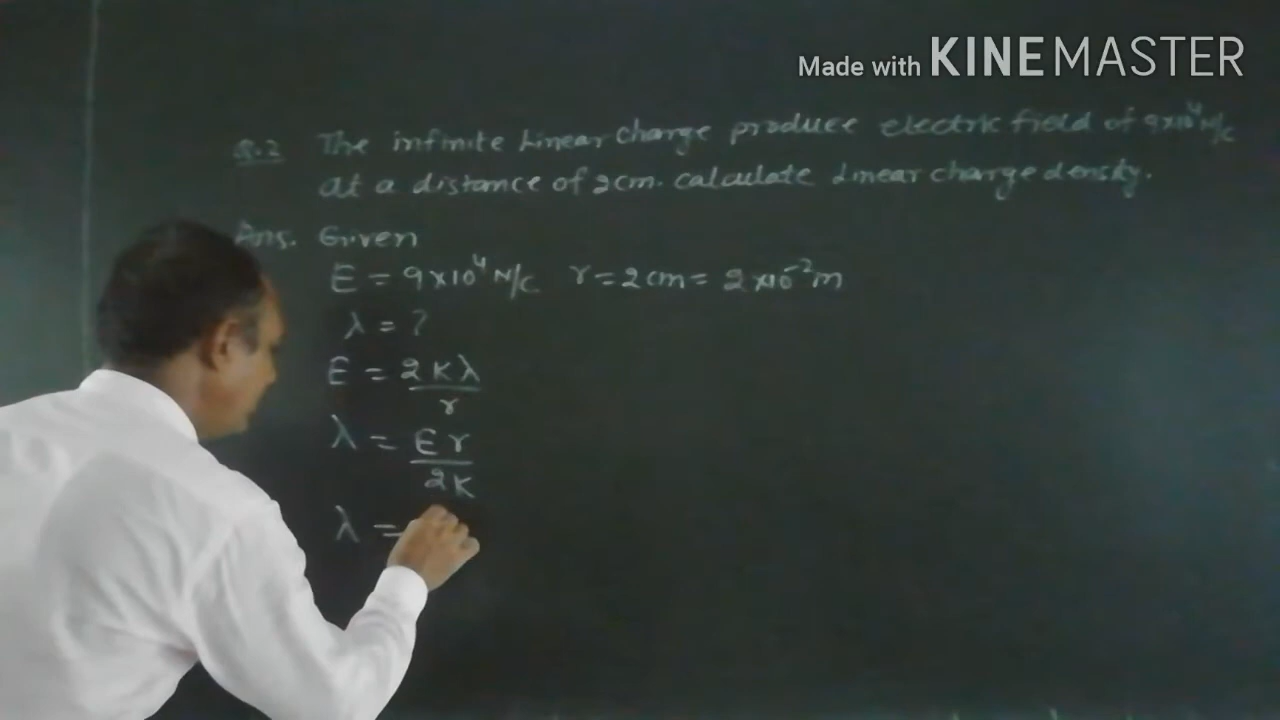 Made with KINEMASTER
Q.2 The infinite Linear charge produce electric field of 9×10⁴ N/C
at a distance of 2cm. calculate Linear charge density.
Ans. Given
E = 9×10⁴ N/C r = 2cm = 2×10⁻² m
λ = ?
E = 2Kλ
r
λ = Er
2K
λ =